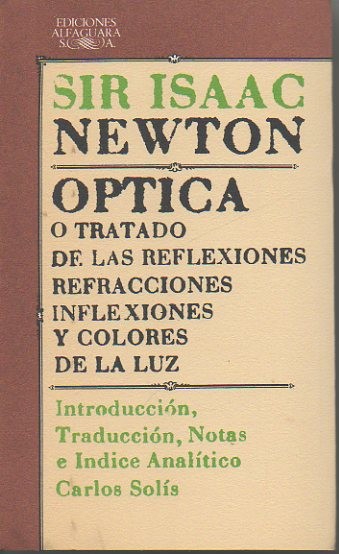 EDICIONES
ALFAGUARA
S.A.
SIR ISAAC
NEWTON
OPTICA
O TRATADO
DE LAS REFLEXIONES
REFRACCIONES
INFLEXIONES
Y COLORES
DE LA LUZ
Introducción,
Traducción, Notas
e Indice Analítico
Carlos Solís